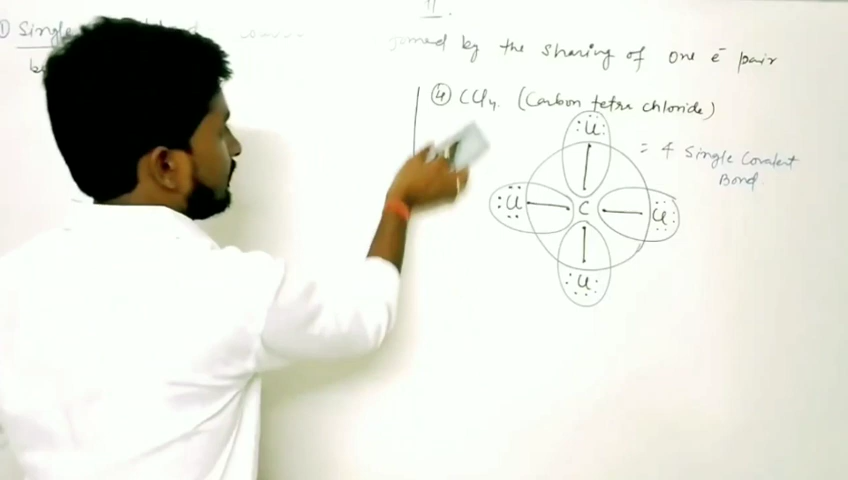 ① Single
joined by the sharing of one e⁻ pair
④ CCl₄. (Carbon tetra chloride)
:Cl:
= 4 Single Covalent
Bond.
:Cl C Cl:
:Cl: